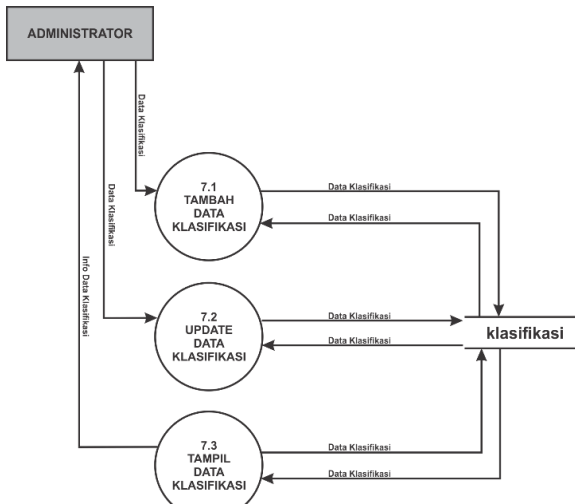 ADMINISTRATOR
Data Klasifikasi
Data Klasifikasi
Info Data Klasifikasi
7.1
TAMBAH
DATA
KLASIFIKASI
Data Klasifikasi
Data Klasifikasi
7.2
UPDATE
DATA
KLASIFIKASI
Data Klasifikasi
Data Klasifikasi
klasifikasi
7.3
TAMPIL
DATA
KLASIFIKASI
Data Klasifikasi
Data Klasifikasi